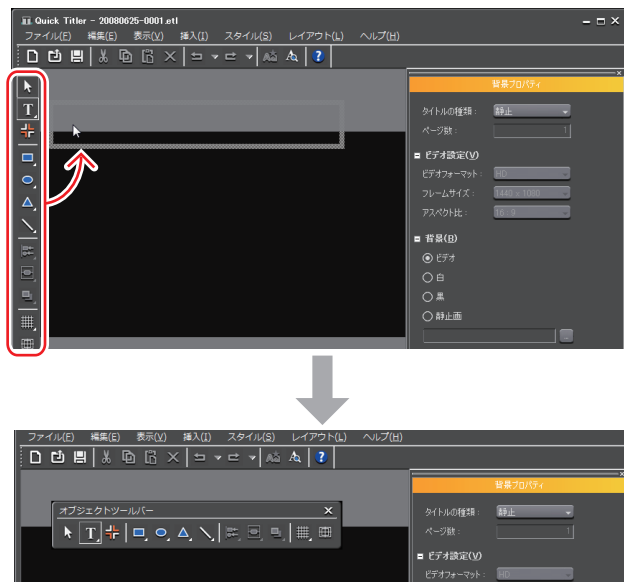 Quick Titler - 20080625-0001.etl
ファイル(F) 編集(E) 表示(V) 挿入(I) スタイル(S) レイアウト(L) ヘルプ(H)
背景プロパティ
タイトルの種類: 静止
ページ数: 1
ビデオ設定(V)
ビデオフォーマット: HD
フレームサイズ: 1440 x 1080
アスペクト比: 16:9
背景(B)
ビデオ
白
黒
静止画
...
T
ファイル(F) 編集(E) 表示(V) 挿入(I) スタイル(S) レイアウト(L) ヘルプ(H)
背景プロパティ
オブジェクトツールバー
T
タイトルの種類: 静止
ページ数: 1
ビデオ設定(V)
ビデオフォーマット: HD